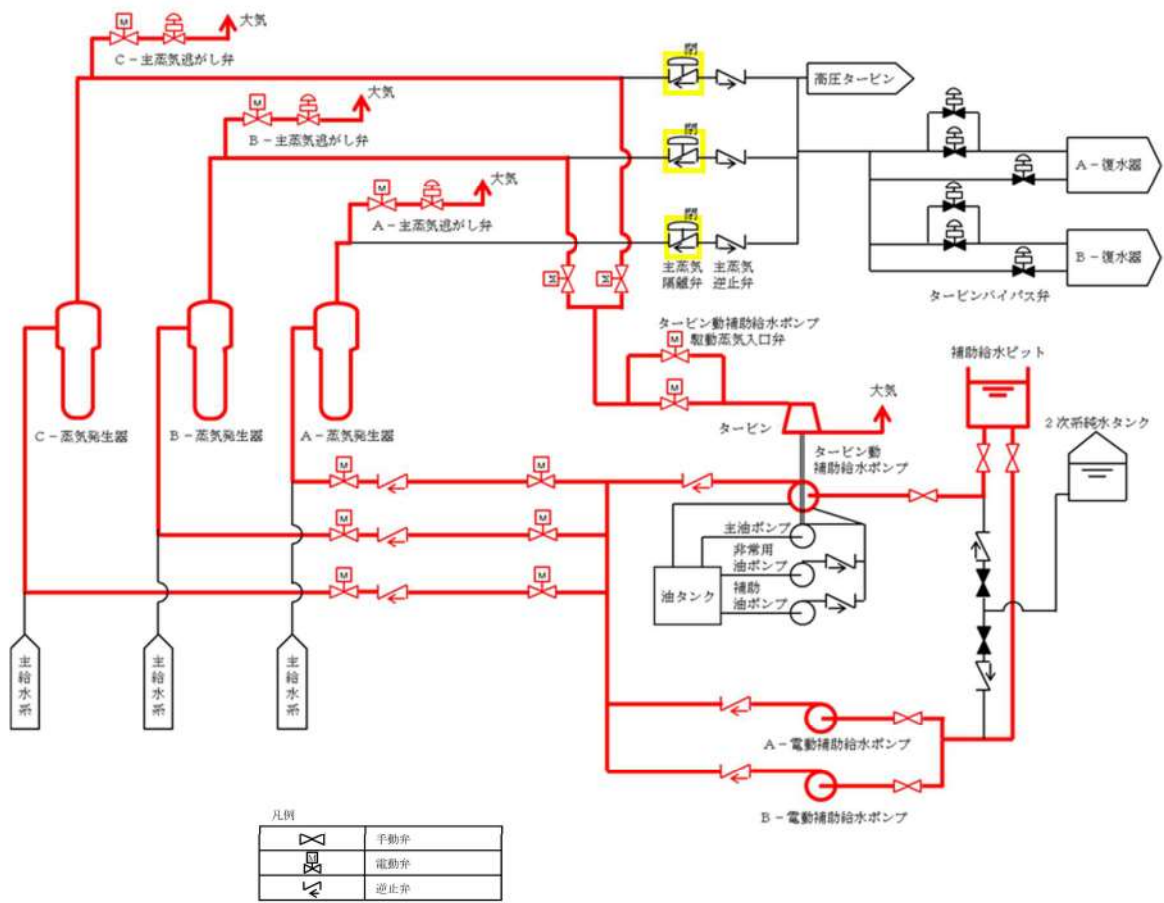 大気
C－主蒸気逃がし弁
大気
B－主蒸気逃がし弁
大気
A－主蒸気逃がし弁
閉
閉
閉
主蒸気
隔離弁
主蒸気
逆止弁
高圧タービン
A－復水器
B－復水器
タービンバイパス弁
M
M
M
M
M
C－蒸気発生器
B－蒸気発生器
A－蒸気発生器
タービン動補助給水ポンプ
駆動蒸気入口弁
M
M
タービン
大気
タービン動
補助給水ポンプ
補助給水ピット
2次系純水タンク
M
M
M
M
M
M
主油ポンプ
非常用
油ポンプ
補助
油ポンプ
油タンク
主給水系
主給水系
主給水系
A－電動補助給水ポンプ
B－電動補助給水ポンプ
凡例
手動弁
M
電動弁
逆止弁